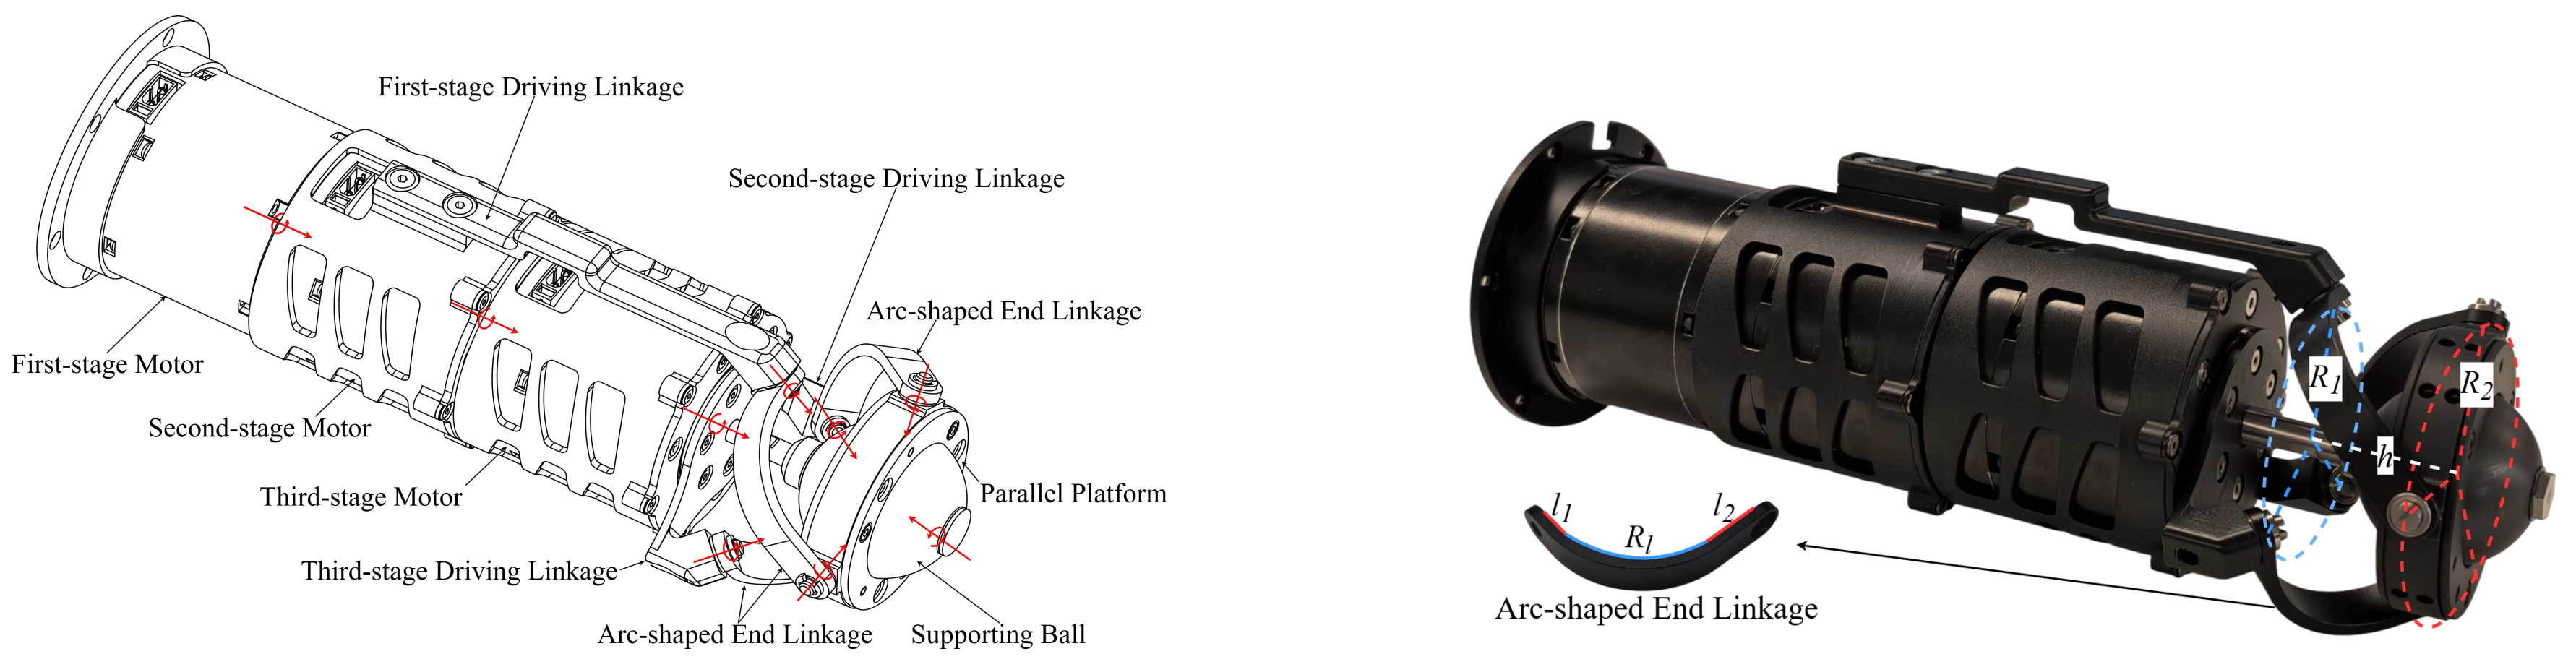 First-stage Driving Linkage
Second-stage Driving Linkage
Arc-shaped End Linkage
First-stage Motor
Second-stage Motor
Third-stage Motor
Parallel Platform
Third-stage Driving Linkage
Arc-shaped End Linkage
Supporting Ball
R1
R2
h
l1
l2
Rl
Arc-shaped End Linkage